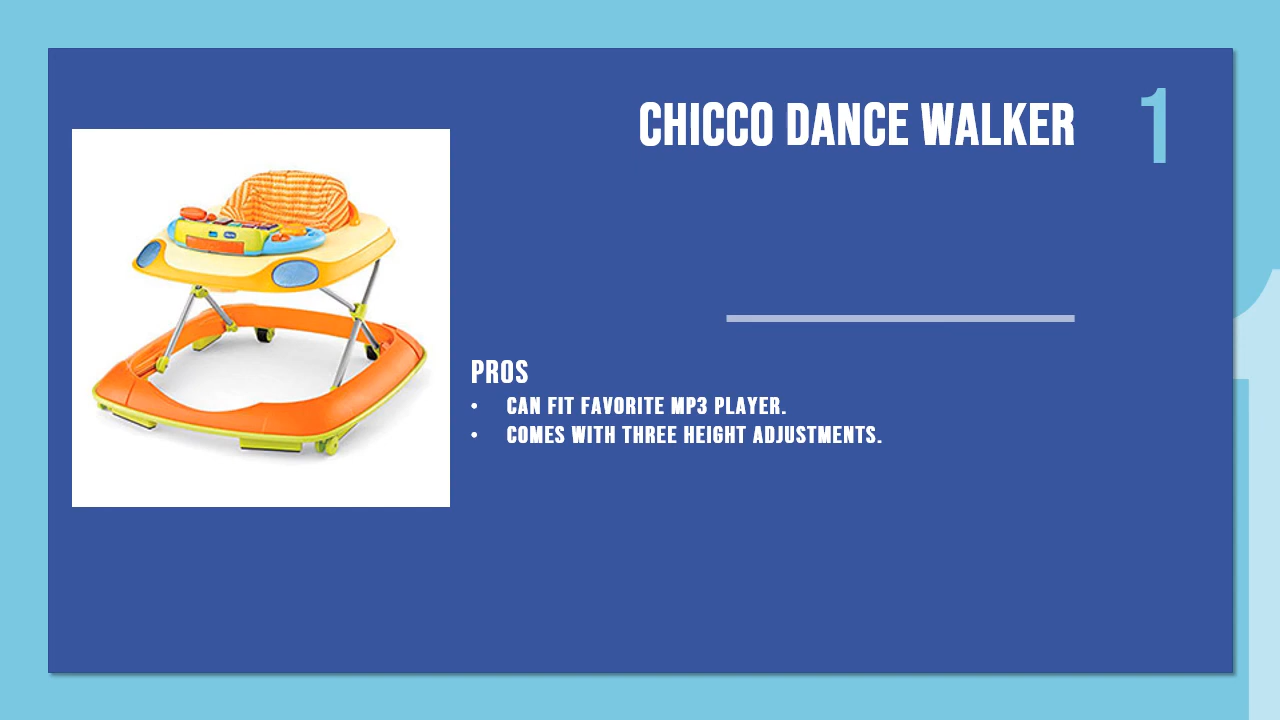 CHICCO DANCE WALKER
1
PROS
• CAN FIT FAVORITE MP3 PLAYER.
• COMES WITH THREE HEIGHT ADJUSTMENTS.